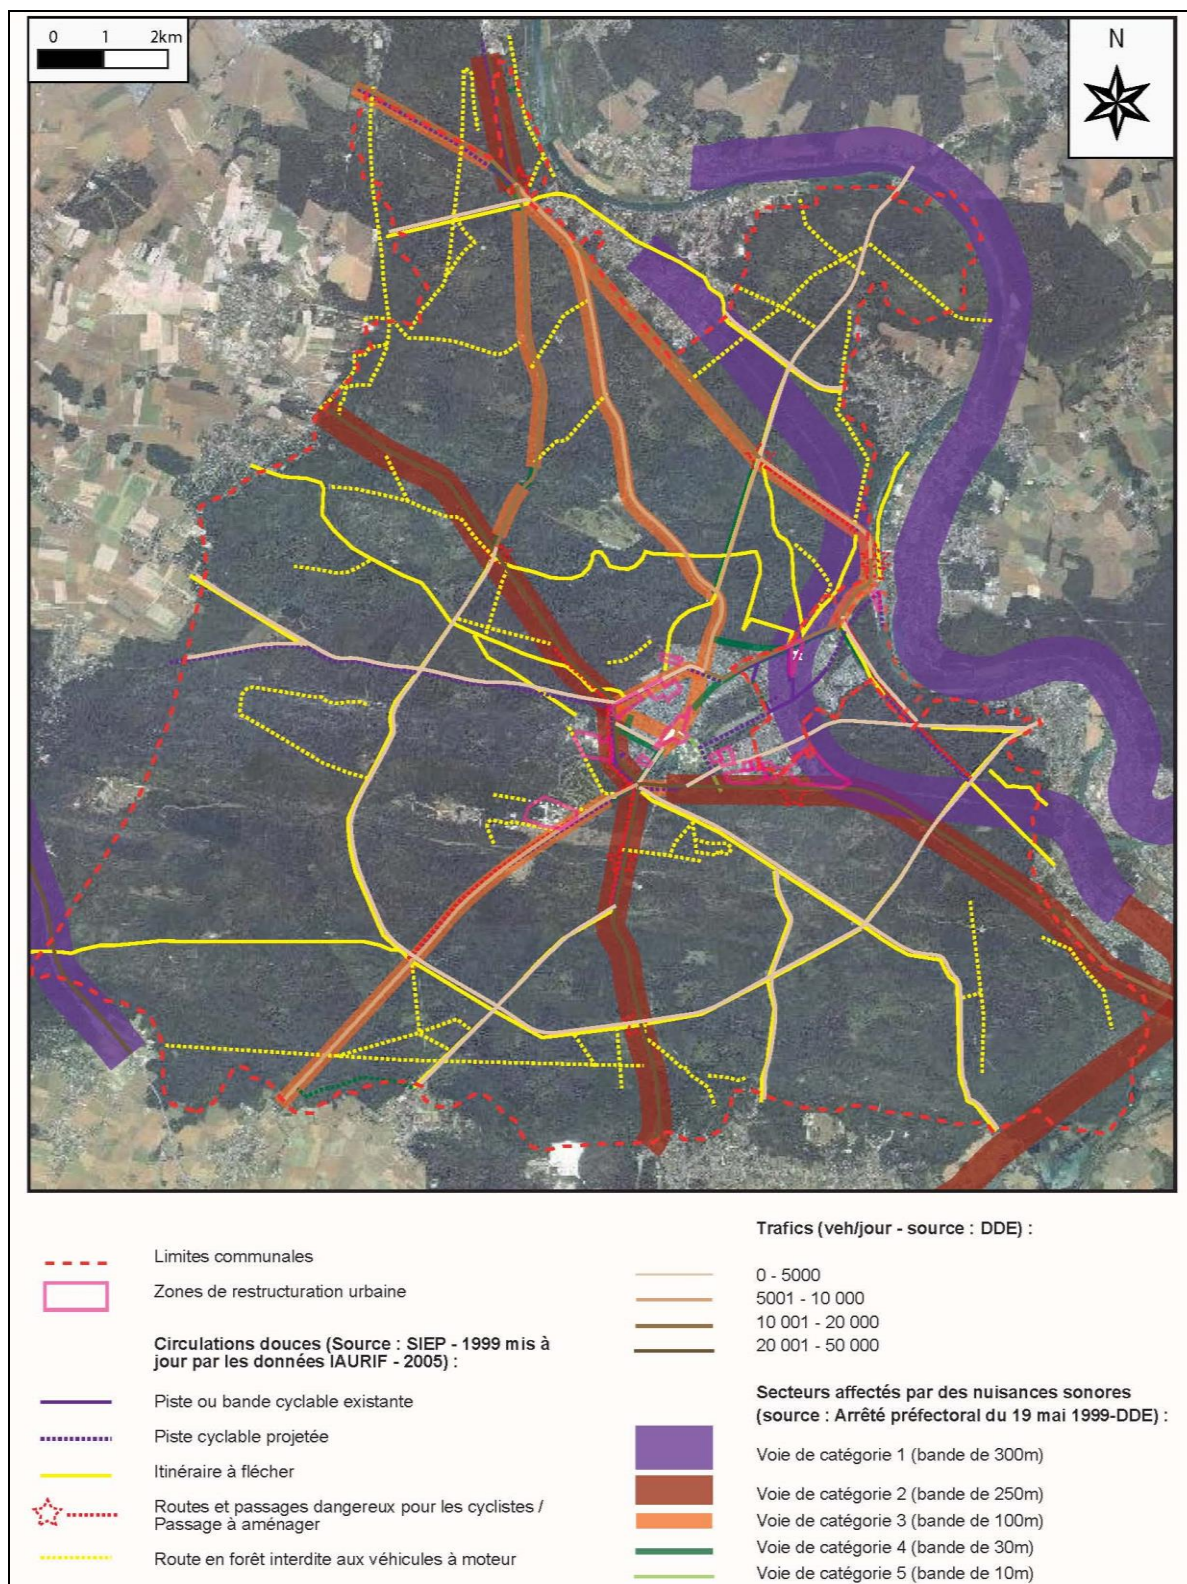 0 1 2km
N
Limites communales
Zones de restructuration urbaine
Circulations douces (Source : SIEP - 1999 mis à
jour par les données IAURIF - 2005) :
Piste ou bande cyclable existante
Piste cyclable projetée
Itinéraire à flécher
Routes et passages dangereux pour les cyclistes /
Passage à aménager
Route en forêt interdite aux véhicules à moteur
Trafics (veh/jour - source : DDE) :
0 - 5000
5001 - 10 000
10 001 - 20 000
20 001 - 50 000
Secteurs affectés par des nuisances sonores
(source : Arrêté préfectoral du 19 mai 1999-DDE) :
Voie de catégorie 1 (bande de 300m)
Voie de catégorie 2 (bande de 250m)
Voie de catégorie 3 (bande de 100m)
Voie de catégorie 4 (bande de 30m)
Voie de catégorie 5 (bande de 10m)